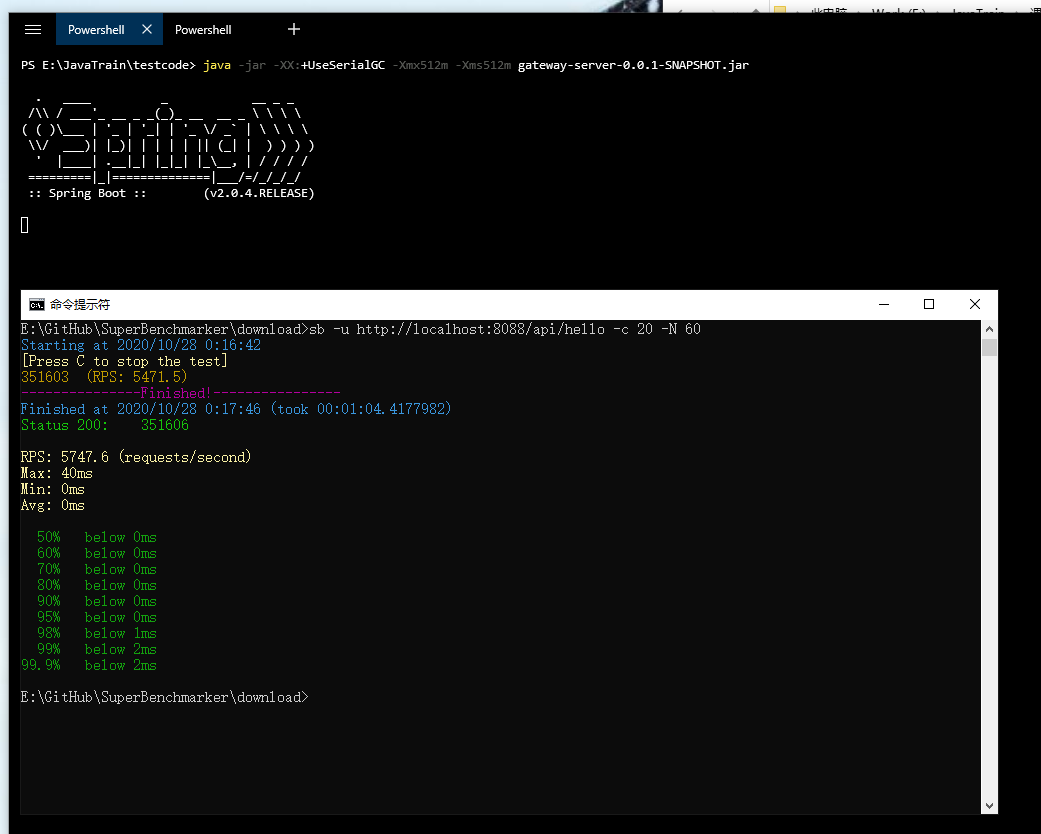 Powershell
Powershell
PS E:\JavaTrain\testcode> java -jar -XX:+UseSerialGC -Xmx512m -Xms512m gateway-server-0.0.1-SNAPSHOT.jar
:: Spring Boot :: (v2.0.4.RELEASE)
命令提示符
E:\GitHub\SuperBenchmarker\download>sb -u http://localhost:8088/api/hello -c 20 -N 60
Starting at 2020/10/28 0:16:42
[Press C to stop the test]
351603 (RPS: 5471.5)
---------------Finished!----------------
Finished at 2020/10/28 0:17:46 (took 00:01:04.4177982)
Status 200: 351606
RPS: 5747.6 (requests/second)
Max: 40ms
Min: 0ms
Avg: 0ms
50% below 0ms
60% below 0ms
70% below 0ms
80% below 0ms
90% below 0ms
95% below 0ms
98% below 1ms
99% below 2ms
99.9% below 2ms
E:\GitHub\SuperBenchmarker\download>